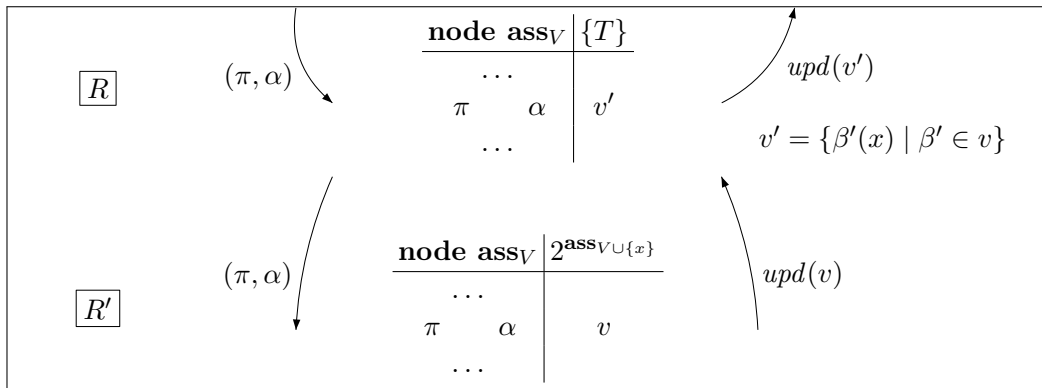 node ass_V {T}
(π, α) ... upd(v′)
R π α v′
... v′ = {β′(x) | β′ ∈ v}
node ass_V 2^{ass_{V∪{x}}}
(π, α) ... upd(v)
R′ π α v
...